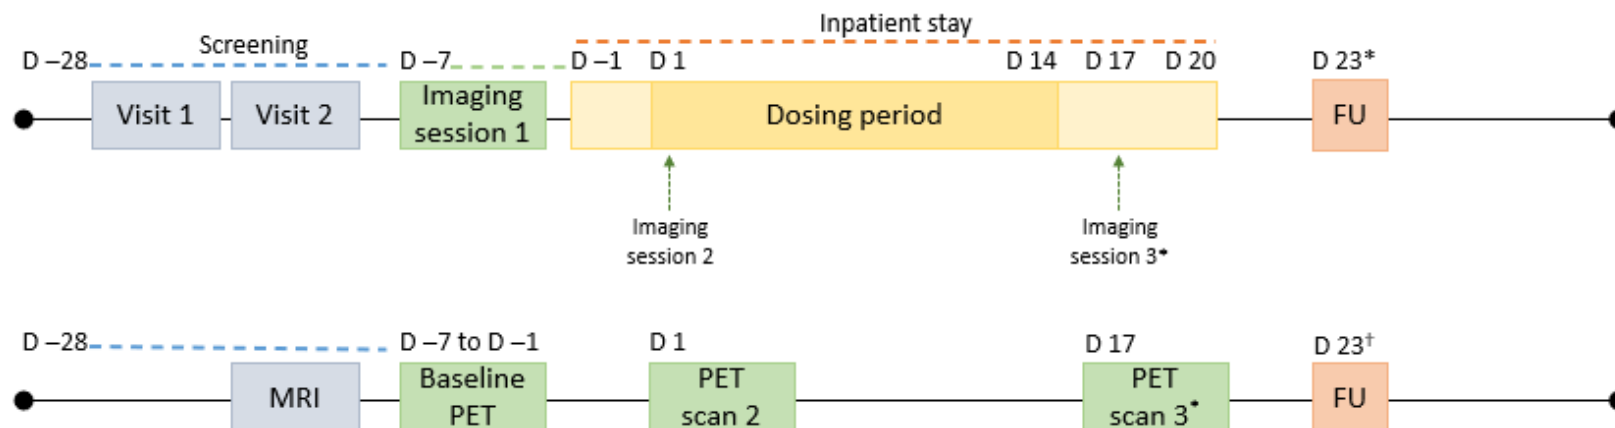 Inpatient stay
Screening
D –28 D –7 D –1 D 1 D 14 D 17 D 20 D 23*
Visit 1 Visit 2 Imaging session 1 Dosing period FU
Imaging session 2
Imaging session 3*
D –28 D –7 to D –1 D 1 D 17 D 23†
MRI Baseline PET PET scan 2 PET scan 3* FU